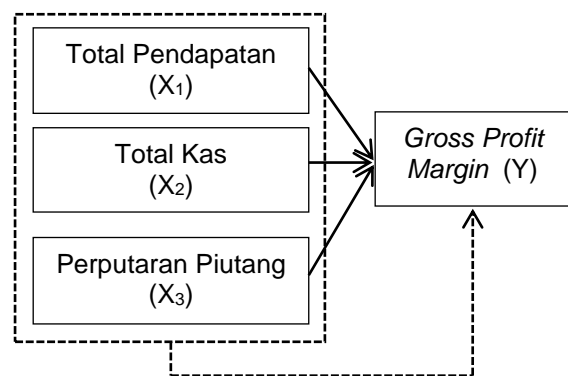 Total Pendapatan
(X₁)
Total Kas
(X₂)
Perputaran Piutang
(X₃)
Gross Profit
Margin (Y)